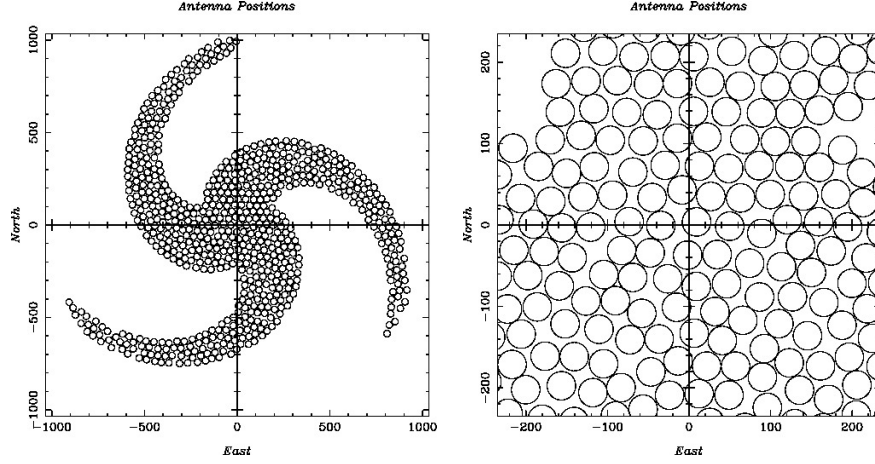 Antenna Positions
1000
500
0
−500
−1000
North
−1000 −500 0 500 1000
East
Antenna Positions
200
100
0
−100
−200
North
−200 −100 0 100 200
East